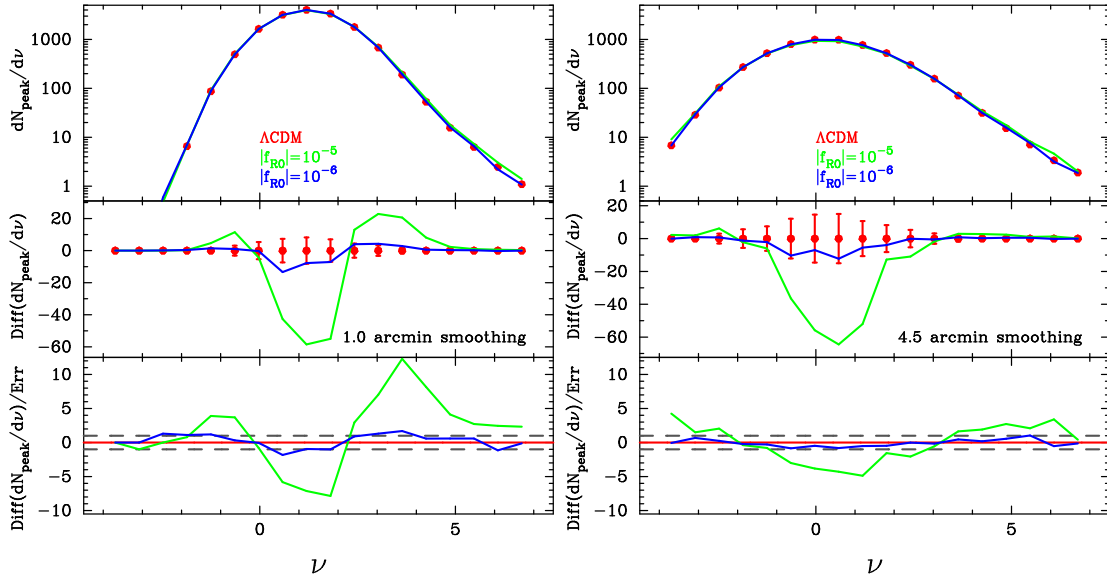 dN_peak/dν
1000
100
10
1
ΛCDM
|f_R0|=10^-5
|f_R0|=10^-6
Diff(dN_peak/dν)
20
0
-20
-40
-60
1.0 arcmin smoothing
Diff(dN_peak/dν)/Err
10
5
0
-5
-10
0
5
ν
dN_peak/dν
1000
100
10
1
ΛCDM
|f_R0|=10^-5
|f_R0|=10^-6
Diff(dN_peak/dν)
20
0
-20
-40
-60
4.5 arcmin smoothing
Diff(dN_peak/dν)/Err
10
5
0
-5
-10
0
5
ν